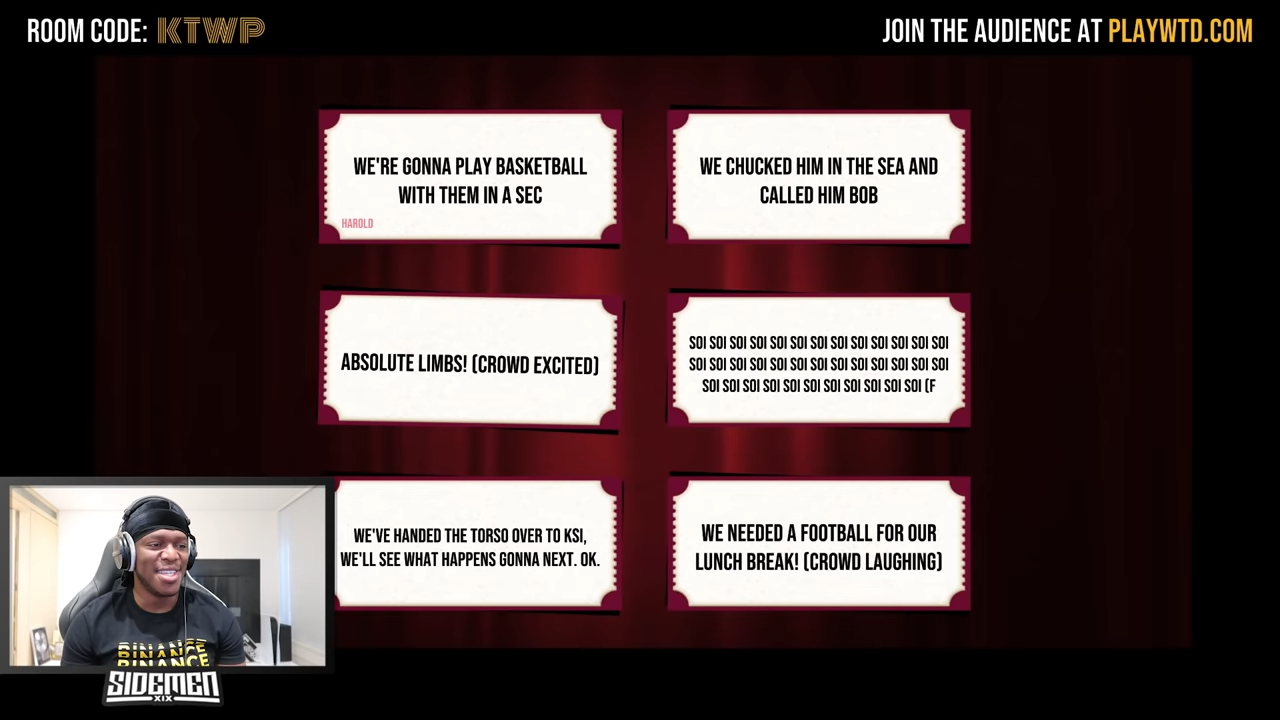 ROOM CODE: KTWP
JOIN THE AUDIENCE AT PLAYWTD.COM
WE'RE GONNA PLAY BASKETBALL
WITH THEM IN A SEC
HAROLD
WE CHUCKED HIM IN THE SEA AND
CALLED HIM BOB
ABSOLUTE LIMBS! (CROWD EXCITED)
SOI SOI SOI SOI SOI SOI SOI SOI SOI SOI SOI SOI SOI
SOI SOI SOI SOI SOI SOI SOI SOI SOI SOI SOI SOI SOI
SOI SOI SOI SOI SOI SOI SOI SOI SOI SOI SOI (F
WE'VE HANDED THE TORSO OVER TO KSI,
WE'LL SEE WHAT HAPPENS GONNA NEXT. OK.
WE NEEDED A FOOTBALL FOR OUR
LUNCH BREAK! (CROWD LAUGHING)
BINANCE
BINANCE
SIDEMEN
XIX